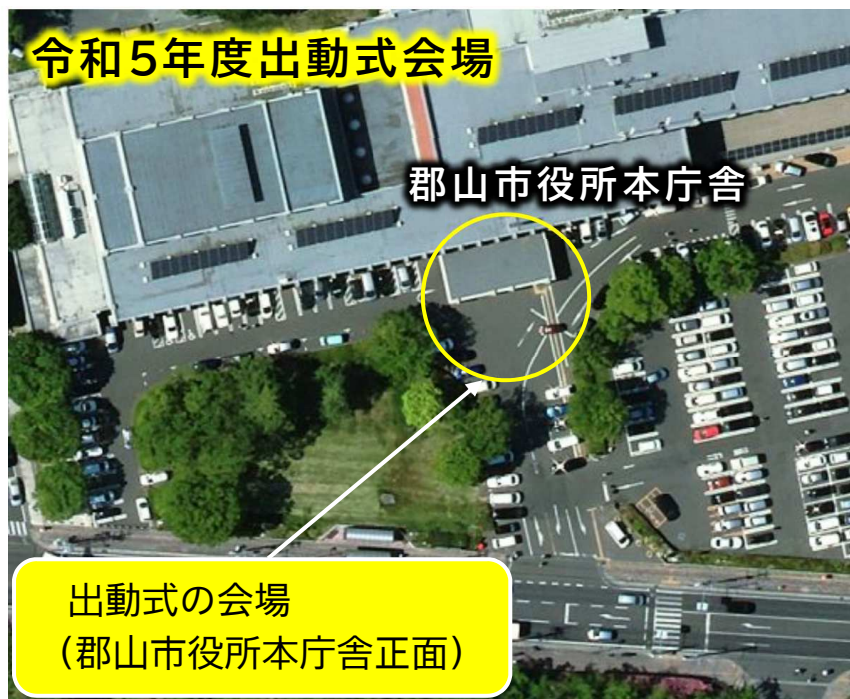 令和5年度出動式会場
郡山市役所本庁舎
出動式の会場
（郡山市役所本庁舎正面）